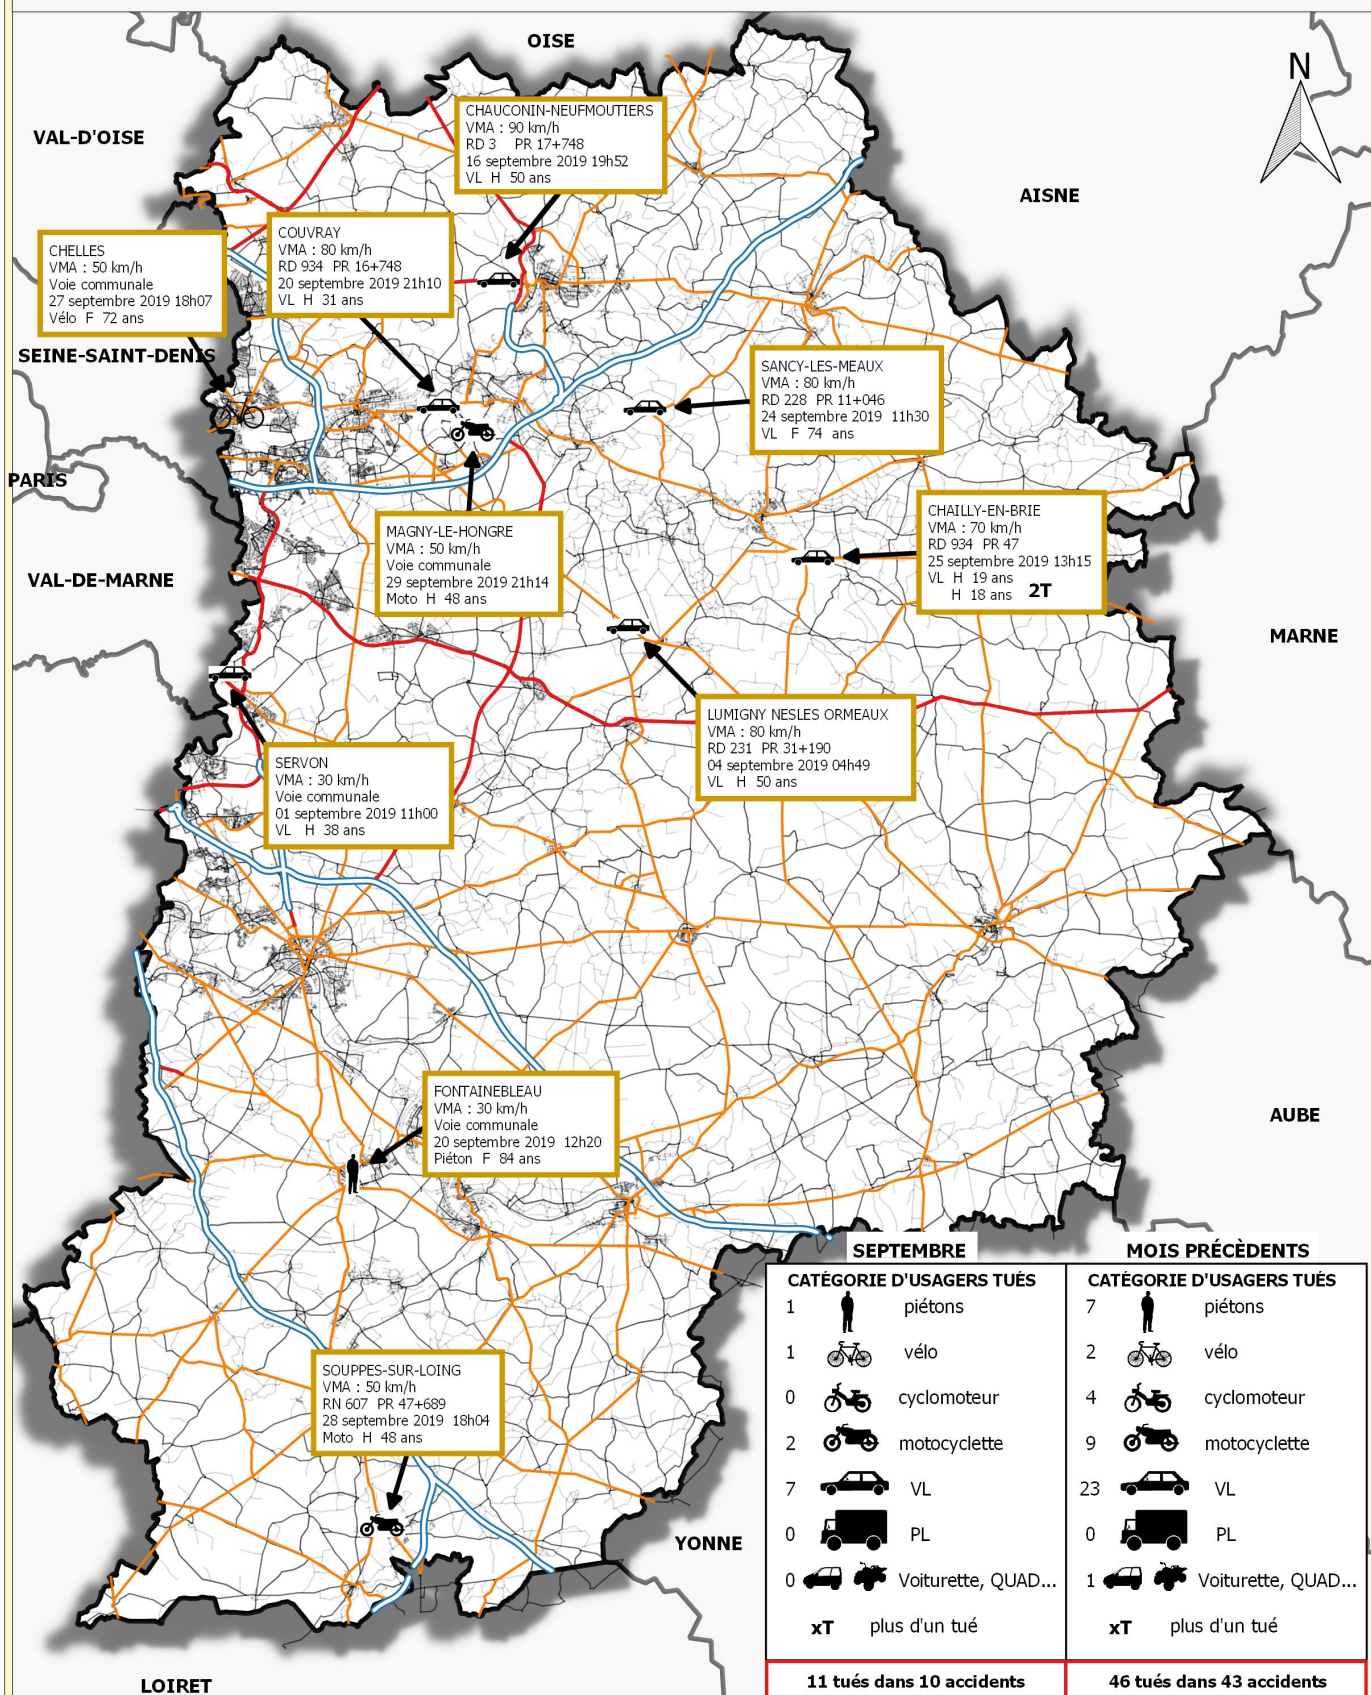 OISE
N
VAL-D'OISE
AISNE
CHAUCONIN-NEUFMOUTIERS
VMA : 90 km/h
RD 3 PR 17+748
16 septembre 2019 19h52
VL H 50 ans
COUVRAY
VMA : 80 km/h
RD 934 PR 16+748
20 septembre 2019 21h10
VL H 31 ans
CHELLES
VMA : 50 km/h
Voie communale
27 septembre 2019 18h07
Vélo F 72 ans
SEINE-SAINT-DENIS
SANCY-LES-MEAUX
VMA : 80 km/h
RD 228 PR 11+046
24 septembre 2019 11h30
VL F 74 ans
PARIS
CHAILLY-EN-BRIE
VMA : 70 km/h
RD 934 PR 47
25 septembre 2019 13h15
VL H 19 ans
H 18 ans 2T
MAGNY-LE-HONGRE
VMA : 50 km/h
Voie communale
29 septembre 2019 21h14
Moto H 48 ans
VAL-DE-MARNE
MARNE
LUMIGNY NESLES ORMEAUX
VMA : 80 km/h
RD 231 PR 31+190
04 septembre 2019 04h49
VL H 50 ans
SERVON
VMA : 30 km/h
Voie communale
01 septembre 2019 11h00
VL H 38 ans
FONTAINEBLEAU
VMA : 30 km/h
Voie communale
20 septembre 2019 12h20
Piéton F 84 ans
AUBE
SOUPPES-SUR-LOING
VMA : 50 km/h
RN 607 PR 47+689
28 septembre 2019 18h04
Moto H 48 ans
YONNE
LOIRET
SEPTEMBRE
CATÉGORIE D'USAGERS TUÉS
1 piétons
1 vélo
0 cyclomoteur
2 motocyclette
7 VL
0 PL
0 Voiturette, QUAD...
xT plus d'un tué
11 tués dans 10 accidents
MOIS PRÉCÈDENTS
CATÉGORIE D'USAGERS TUÉS
7 piétons
2 vélo
4 cyclomoteur
9 motocyclette
23 VL
0 PL
1 Voiturette, QUAD...
xT plus d'un tué
46 tués dans 43 accidents